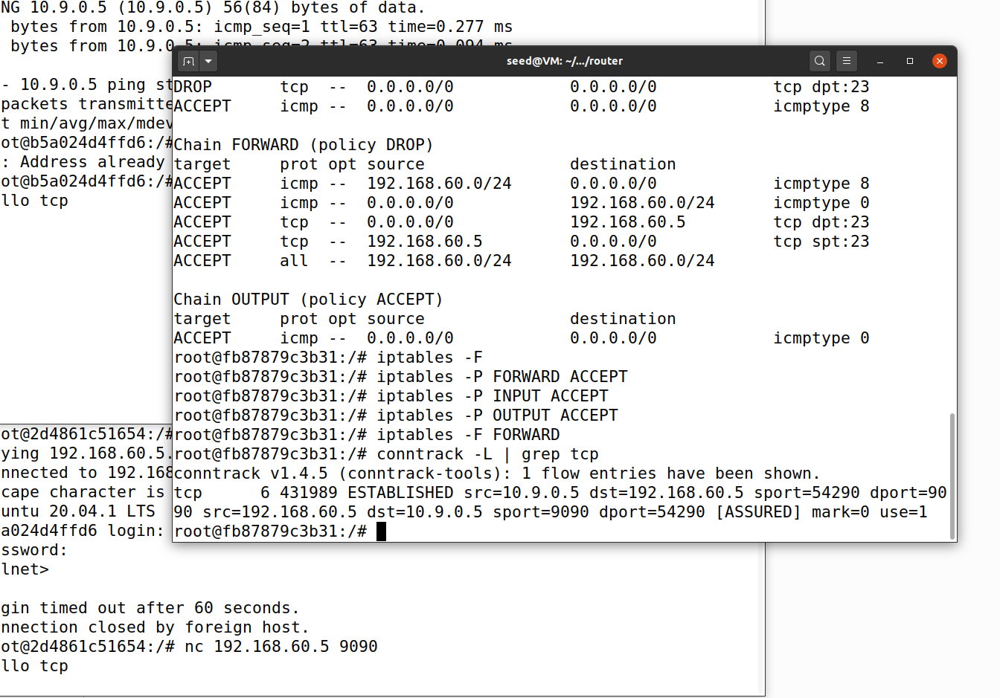 NG 10.9.0.5 (10.9.0.5) 56(84) bytes of data.
bytes from 10.9.0.5: icmp_seq=1 ttl=63 time=0.277 ms
bytes from 10.9.0.5: icmp_seq=2 ttl=63 time=0.094 ms
- 10.9.0.5 ping st
packets transmitte
t min/avg/max/mdev
ot@b5a024d4ffd6:/#
: Address already
ot@b5a024d4ffd6:/#
llo tcp
seed@VM: ~/.../router
DROP tcp -- 0.0.0.0/0 0.0.0.0/0 tcp dpt:23
ACCEPT icmp -- 0.0.0.0/0 0.0.0.0/0 icmptype 8
Chain FORWARD (policy DROP)
target prot opt source destination
ACCEPT icmp -- 192.168.60.0/24 0.0.0.0/0 icmptype 8
ACCEPT icmp -- 0.0.0.0/0 192.168.60.0/24 icmptype 0
ACCEPT tcp -- 0.0.0.0/0 192.168.60.5 tcp dpt:23
ACCEPT tcp -- 192.168.60.5 0.0.0.0/0 tcp spt:23
ACCEPT all -- 192.168.60.0/24 192.168.60.0/24
Chain OUTPUT (policy ACCEPT)
target prot opt source destination
ACCEPT icmp -- 0.0.0.0/0 0.0.0.0/0 icmptype 0
root@fb87879c3b31:/# iptables -F
root@fb87879c3b31:/# iptables -P FORWARD ACCEPT
root@fb87879c3b31:/# iptables -P INPUT ACCEPT
root@fb87879c3b31:/# iptables -P OUTPUT ACCEPT
root@fb87879c3b31:/# iptables -F FORWARD
root@fb87879c3b31:/# conntrack -L | grep tcp
conntrack v1.4.5 (conntrack-tools): 1 flow entries have been shown.
tcp 6 431989 ESTABLISHED src=10.9.0.5 dst=192.168.60.5 sport=54290 dport=90
90 src=192.168.60.5 dst=10.9.0.5 sport=9090 dport=54290 [ASSURED] mark=0 use=1
root@fb87879c3b31:/#
ot@2d4861c51654:/#
ying 192.168.60.5.
nnected to 192.168
cape character is
untu 20.04.1 LTS
a024d4ffd6 login:
ssword:
lnet>
gin timed out after 60 seconds.
nnection closed by foreign host.
ot@2d4861c51654:/# nc 192.168.60.5 9090
llo tcp